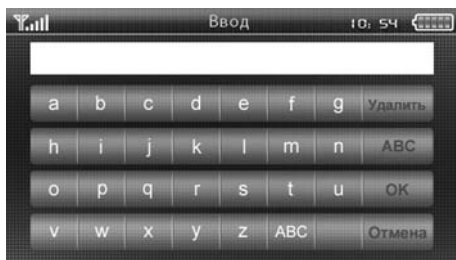 Ввод 10:54
a b c d e f g Удалить
h i j k l m n ABC
o p q r s t u OK
v w x y z ABC Отмена